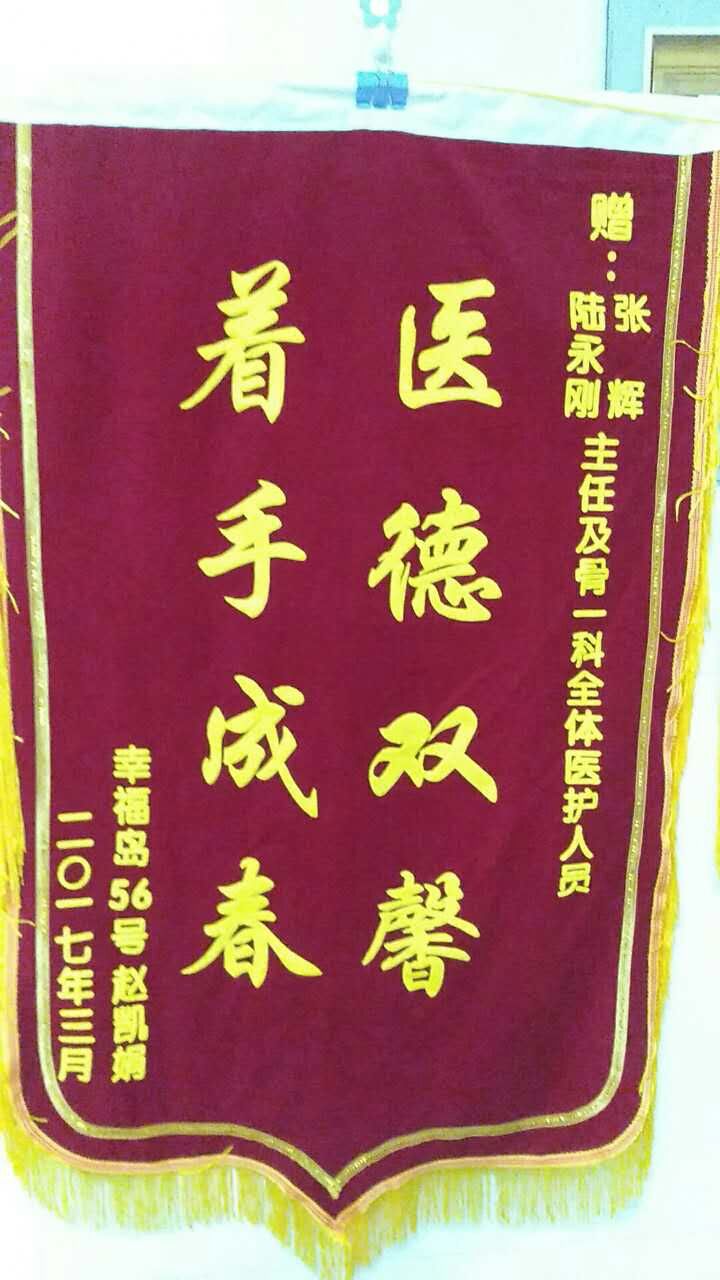 赠：张辉
陆永刚
主任及骨一科全体医护人员
医德双馨
着手成春
幸福岛56号赵凯娟
二〇一七年三月